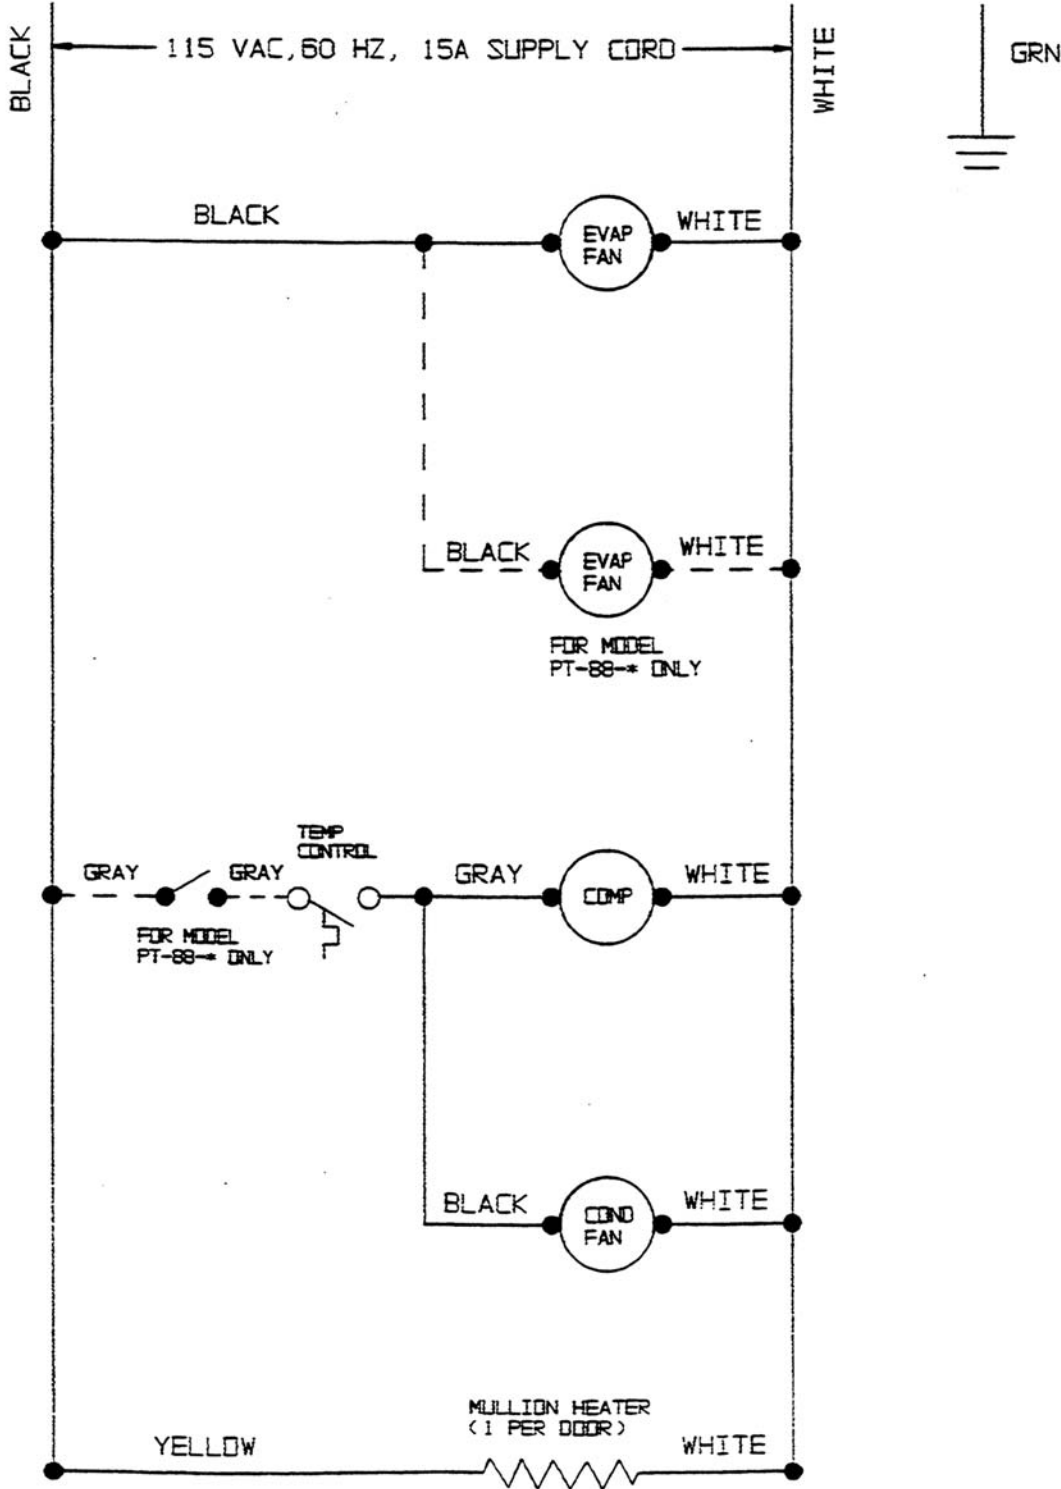 BLACK
115 VAC,60 HZ, 15A SUPPLY CORD
WHITE
GRN
BLACK
EVAP
FAN
WHITE
BLACK
EVAP
FAN
WHITE
FOR MODEL
PT-88-* ONLY
TEMP
CONTROL
GRAY
GRAY
GRAY
COMP
WHITE
FOR MODEL
PT-88-* ONLY
BLACK
COND
FAN
WHITE
MULLION HEATER
(1 PER DOOR)
YELLOW
WHITE